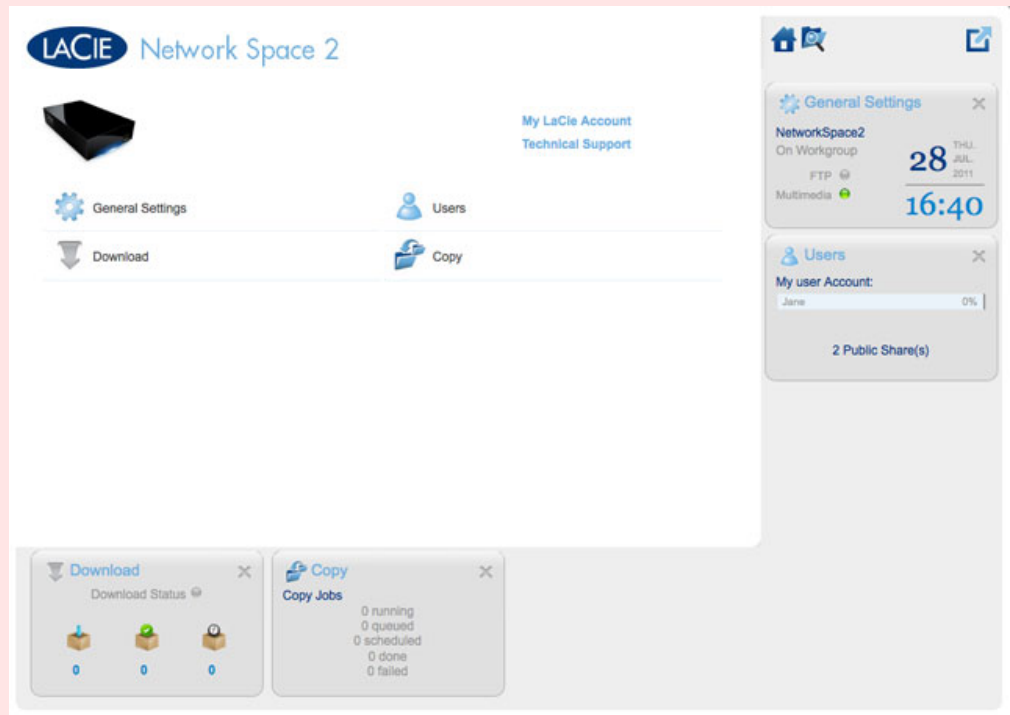 LACIE Network Space 2
My LaCie Account
Technical Support
General Settings
Users
Download
Copy
General Settings
NetworkSpace2
On Workgroup
FTP
Multimedia
28
THU.
JUL.
2011
16:40
Users
My user Account:
Jane 0%
2 Public Share(s)
Download
Download Status
0 0 0
Copy
Copy Jobs
0 running
0 queued
0 scheduled
0 done
0 failed